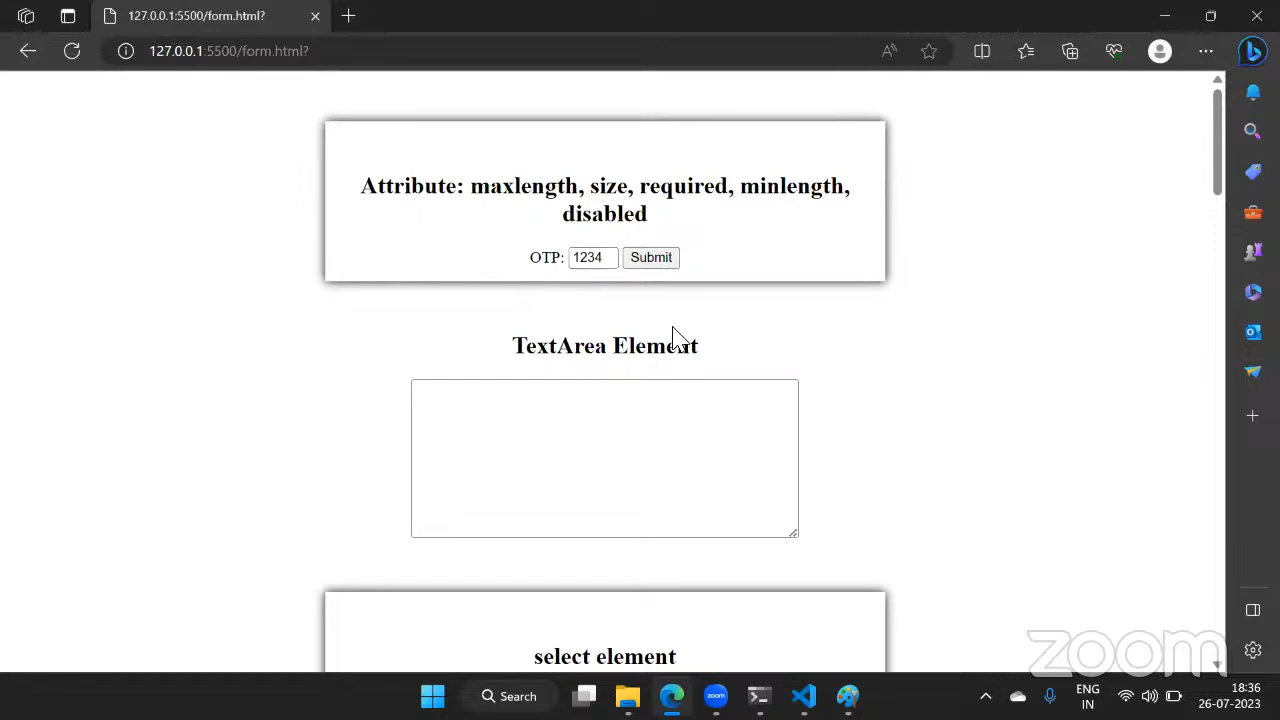 127.0.0.1:5500/form.html?
127.0.0.1:5500/form.html?
Attribute: maxlength, size, required, minlength,
disabled
OTP: 1234 Submit
TextArea Element
select element
zoom
Search
zoom
ENG
IN
18:36
26-07-2023